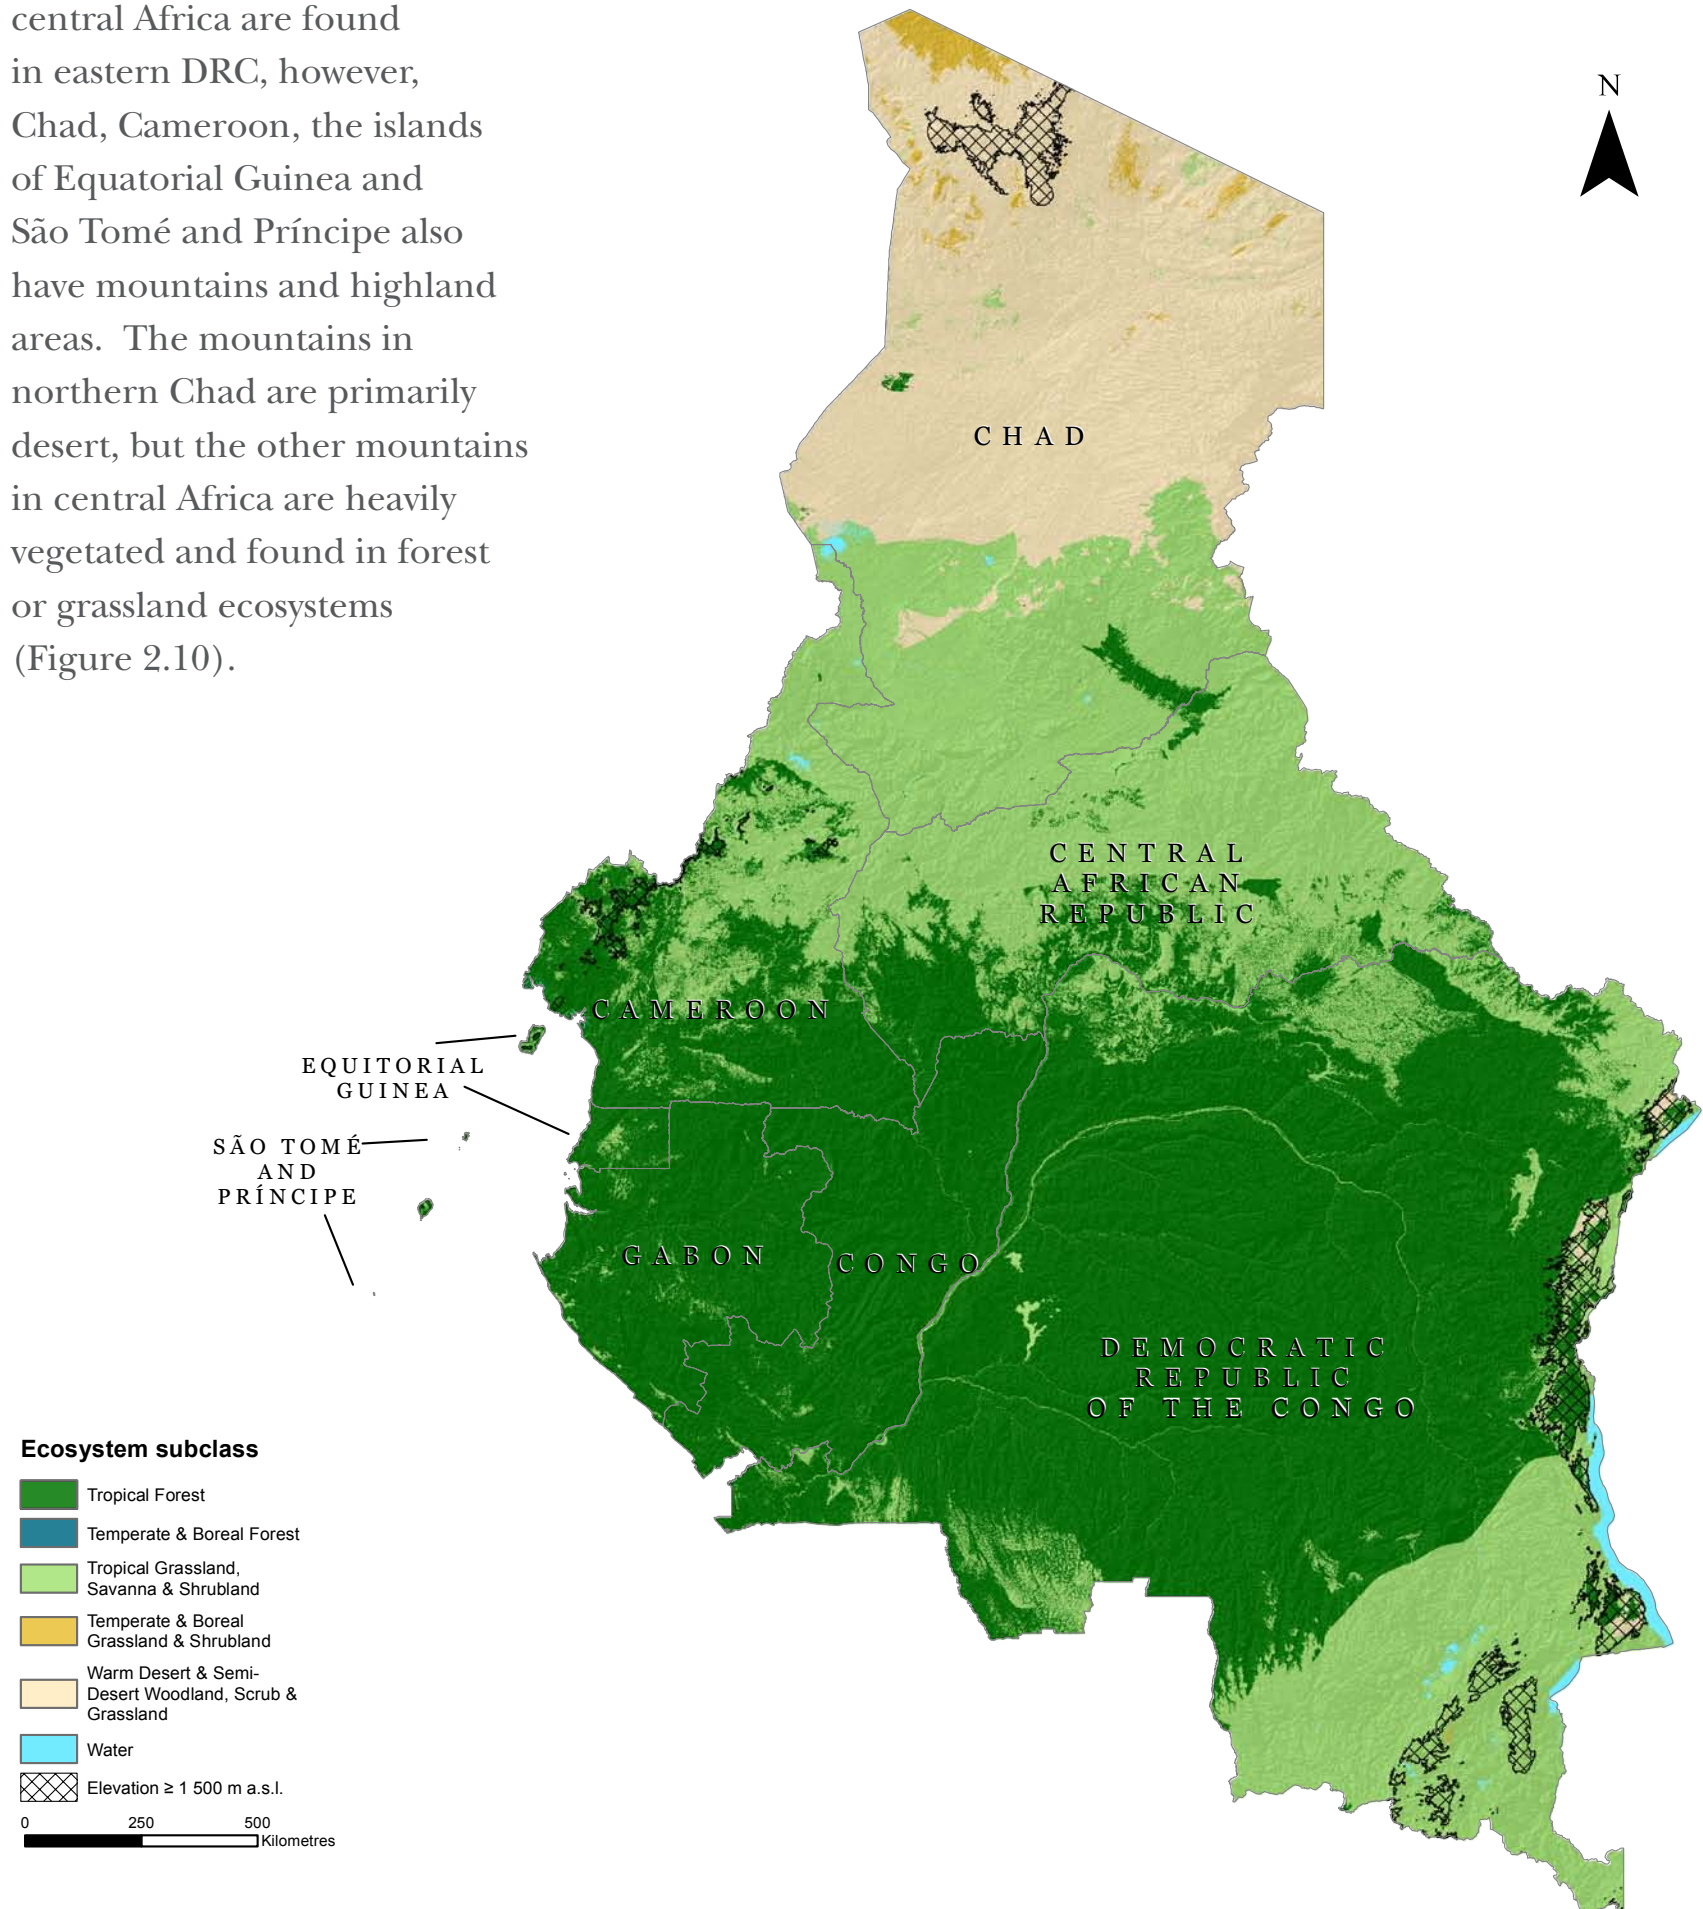 central Africa are found
in eastern DRC, however,
Chad, Cameroon, the islands
of Equatorial Guinea and
São Tomé and Príncipe also
have mountains and highland
areas.  The mountains in
northern Chad are primarily
desert, but the other mountains
in central Africa are heavily
vegetated and found in forest
or grassland ecosystems
(Figure 2.10).
N
CHAD
CENTRAL
AFRICAN
REPUBLIC
CAMEROON
EQUITORIAL
GUINEA
SÃO TOMÉ
AND
PRÍNCIPE
GABON
CONGO
DEMOCRATIC
REPUBLIC
OF THE CONGO
Ecosystem subclass
Tropical Forest
Temperate & Boreal Forest
Tropical Grassland,
Savanna & Shrubland
Temperate & Boreal
Grassland & Shrubland
Warm Desert & Semi-
Desert Woodland, Scrub &
Grassland
Water
Elevation ≥ 1 500 m a.s.l.
0 250 500
Kilometres